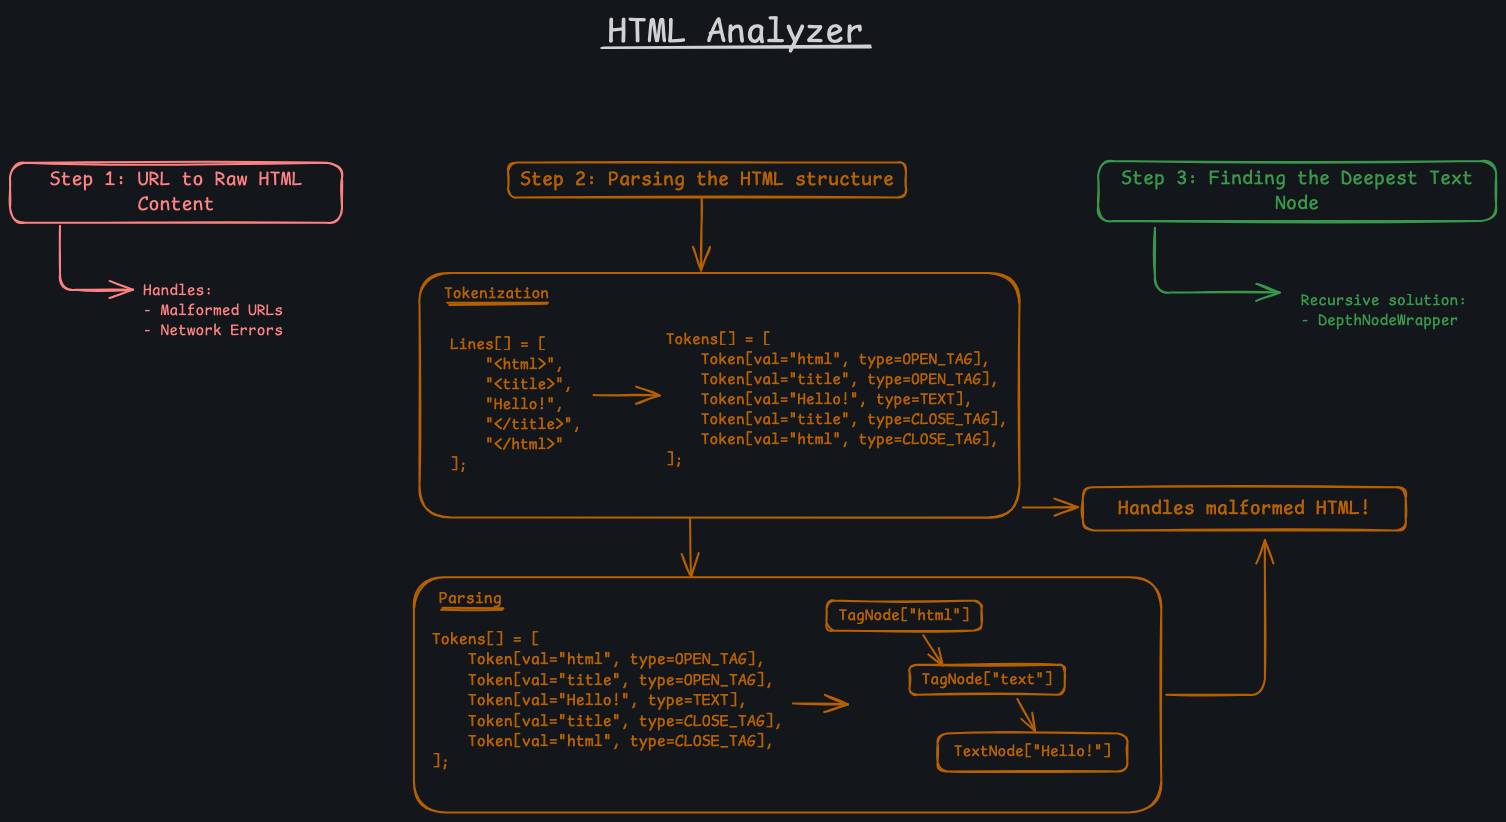 HTML Analyzer
Step 1: URL to Raw HTML
Content
Handles:
- Malformed URLs
- Network Errors
Step 2: Parsing the HTML structure
Tokenization
Lines[] = [
"<html>",
"<title>",
"Hello!",
"</title>",
"</html>"
];
Tokens[] = [
Token[val="html", type=OPEN_TAG],
Token[val="title", type=OPEN_TAG],
Token[val="Hello!", type=TEXT],
Token[val="title", type=CLOSE_TAG],
Token[val="html", type=CLOSE_TAG],
];
Handles malformed HTML!
Parsing
Tokens[] = [
Token[val="html", type=OPEN_TAG],
Token[val="title", type=OPEN_TAG],
Token[val="Hello!", type=TEXT],
Token[val="title", type=CLOSE_TAG],
Token[val="html", type=CLOSE_TAG],
];
TagNode["html"]
TagNode["text"]
TextNode["Hello!"]
Step 3: Finding the Deepest Text
Node
Recursive solution:
- DepthNodeWrapper